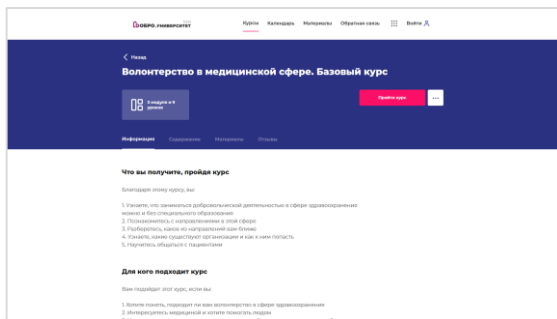 ДОБРО.УНИВЕРСИТЕТ
Курсы Календарь Материалы Обратная связь Войти
Назад
Волонтерство в медицинской сфере. Базовый курс
уроков
Пройти курс ...
Информация Содержание Материалы Отзывы
Что вы получите, пройдя курс
Благодаря этому курсу, вы:
1. Узнаете, что заниматься добровольческой деятельностью в сфере здравоохранения
можно и без специального образования
2. Познакомитесь с направлениями в этой сфере
3. Разберетесь, какое из направлений вам ближе
4. Узнаете, какие существуют организации и как к ним попасть
5. Научитесь общаться с пациентами
Для кого подходит курс
Вам подойдет этот курс, если вы:
1. Хотите понять, подходит ли вам волонтерство в сфере здравоохранения
2. Интересуетесь медициной и хотите помогать людям